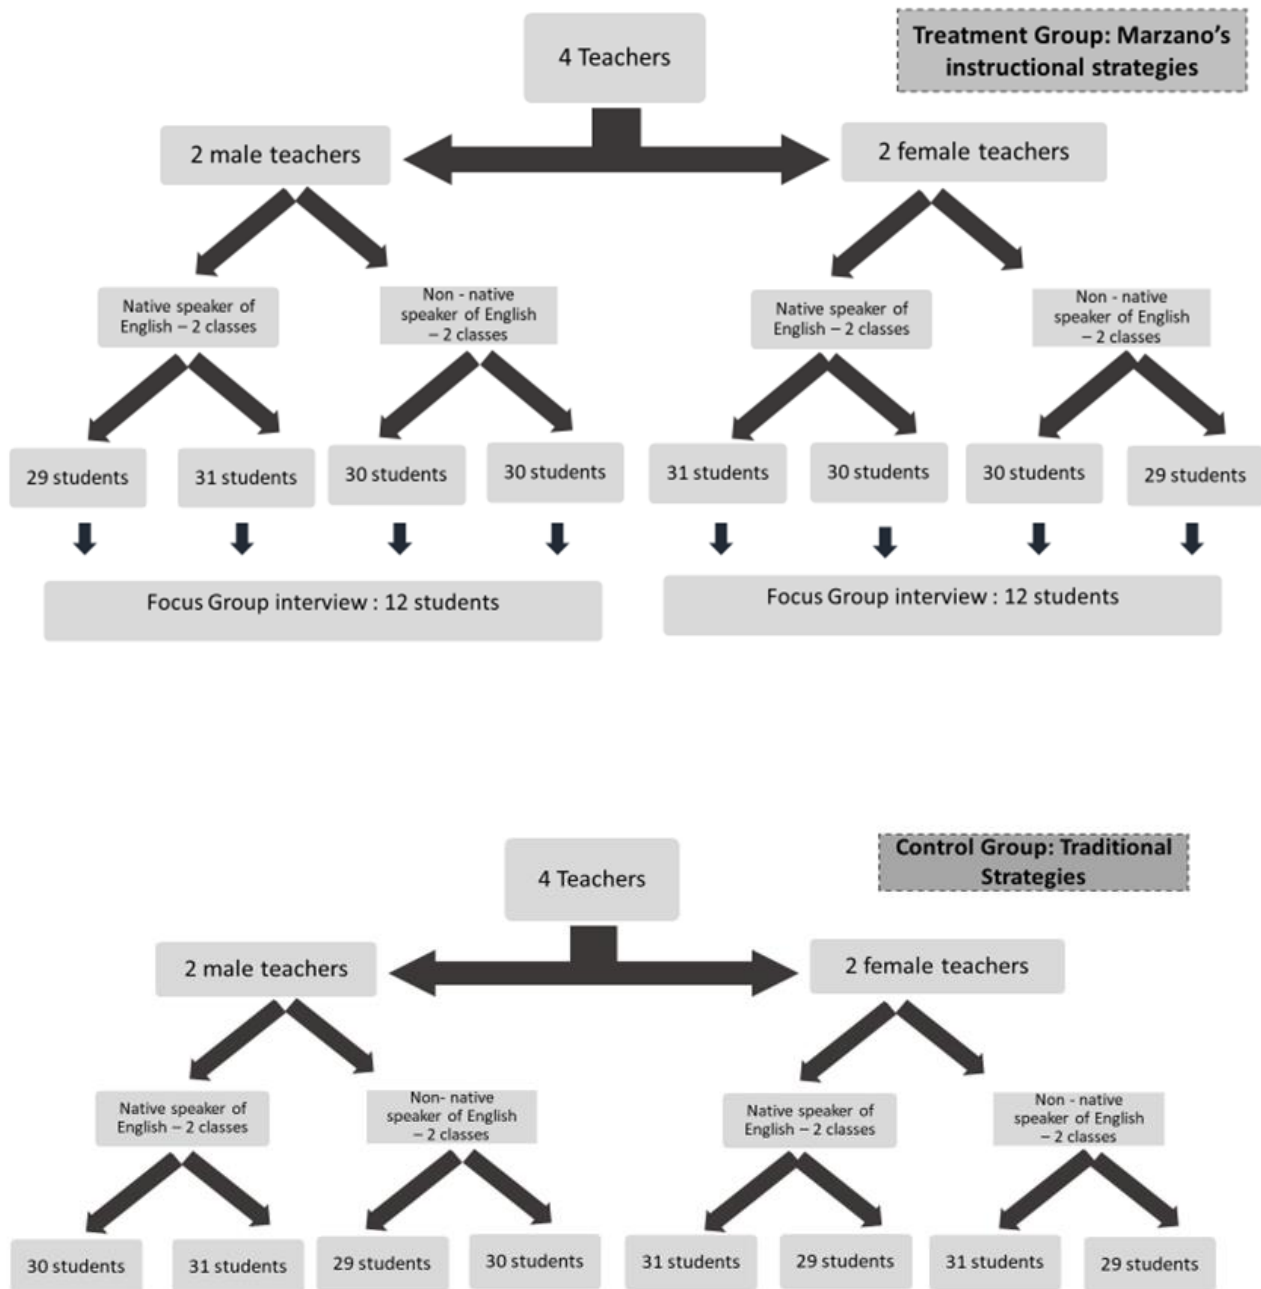 4 Teachers
Treatment Group: Marzano’s
instructional strategies
2 male teachers
2 female teachers
Native speaker of
English – 2 classes
Non - native
speaker of English
– 2 classes
Native speaker of
English – 2 classes
Non - native
speaker of English
– 2 classes
29 students
31 students
30 students
30 students
31 students
30 students
30 students
29 students
Focus Group interview : 12 students
Focus Group interview : 12 students
4 Teachers
Control Group: Traditional
Strategies
2 male teachers
2 female teachers
Native speaker of
English – 2 classes
Non- native
speaker of English
– 2 classes
Native speaker of
English – 2 classes
Non - native
speaker of English
– 2 classes
30 students
31 students
29 students
30 students
31 students
29 students
31 students
29 students